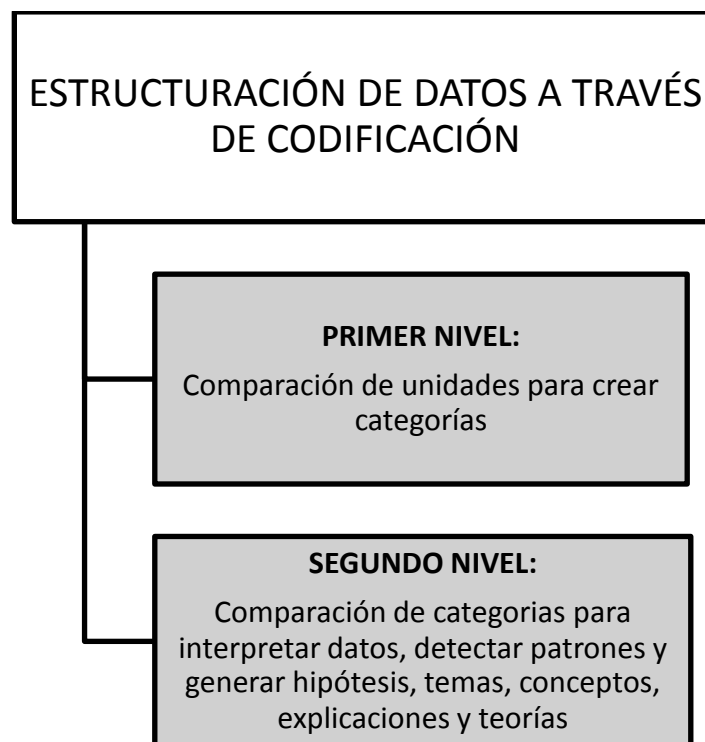 ESTRUCTURACIÓN DE DATOS A TRAVÉS
DE CODIFICACIÓN
PRIMER NIVEL:
Comparación de unidades para crear
categorías
SEGUNDO NIVEL:
Comparación de categorias para
interpretar datos, detectar patrones y
generar hipótesis, temas, conceptos,
explicaciones y teorías